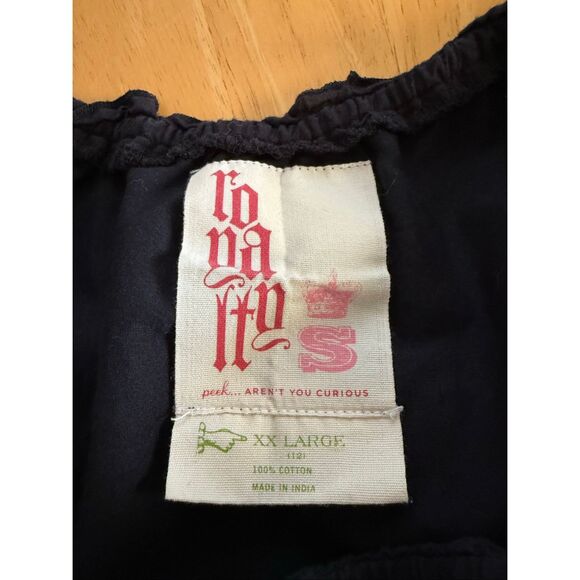 ro
ya
lty
S
peek... AREN'T YOU CURIOUS
XX LARGE
(12)
100% COTTON
MADE IN INDIA